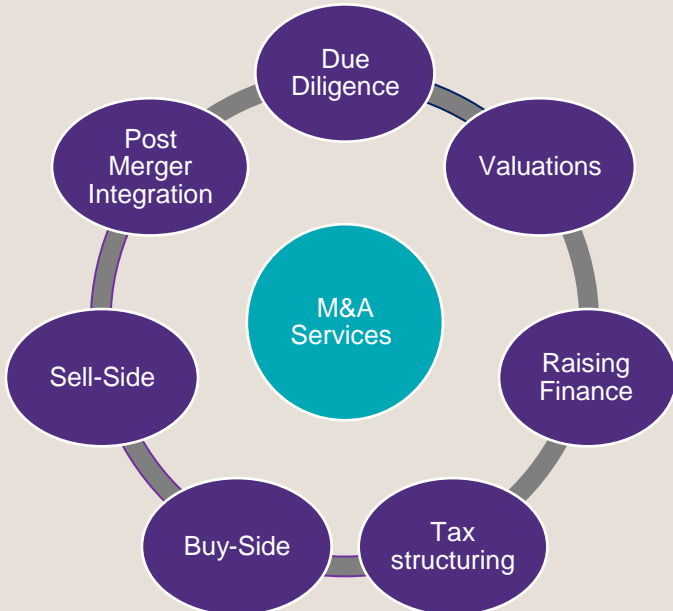 Due
Diligence
Valuations
Raising
Finance
Tax
structuring
Buy-Side
Sell-Side
Post
Merger
Integration
M&A
Services